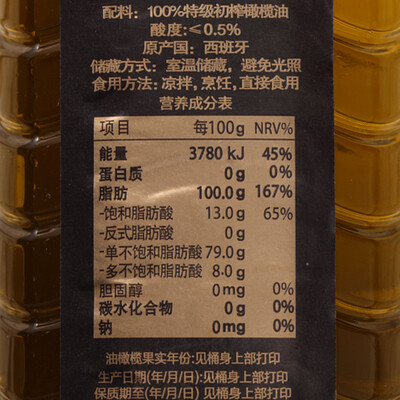 配料：100%特级初榨橄榄油
酸度：≤0.5%
原产国：西班牙
储藏方式：室温储藏，避免光照
食用方法：凉拌，烹饪，直接食用
营养成分表
项目 每100g NRV%
能量 3780 kJ 45%
蛋白质 0g 0%
脂肪 100.0g 167%
-饱和脂肪酸 13.0g 65%
-反式脂肪酸 0g
-单不饱和脂肪酸 79.0g
-多不饱和脂肪酸 8.0g
胆固醇 0mg 0%
碳水化合物 0g 0%
钠 0mg 0%
油橄榄果实年份：见桶身上部打印
生产日期(年/月/日)：见桶身上部打印
保质期至(年/月/日)：见桶身上部打印